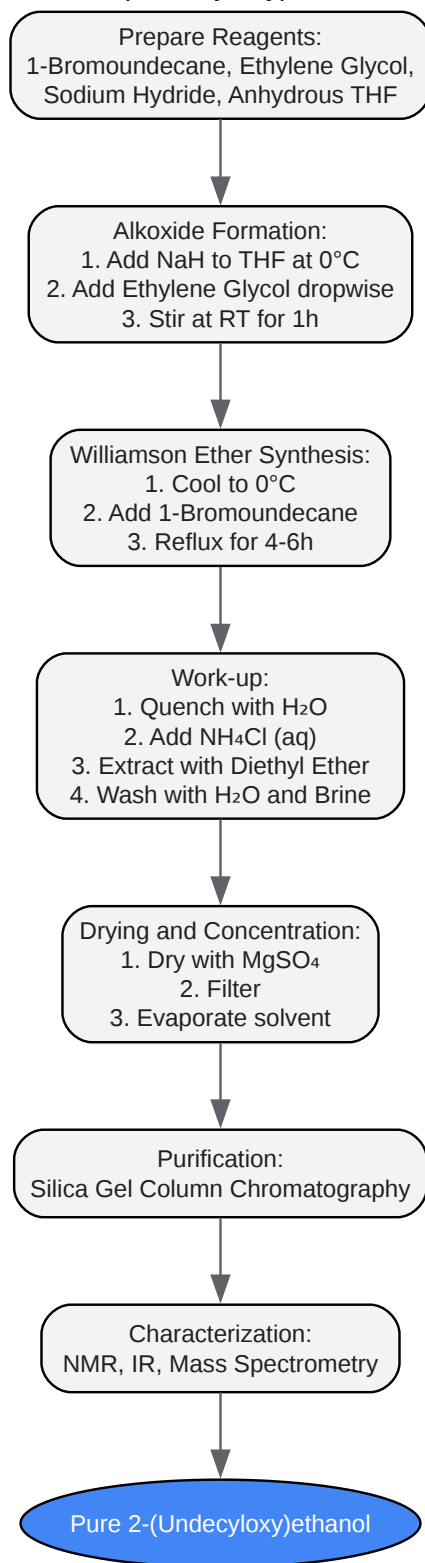 Prepare Reagents:
1-Bromoundecane, Ethylene Glycol,
Sodium Hydride, Anhydrous THF
Alkoxide Formation:
1. Add NaH to THF at 0°C
2. Add Ethylene Glycol dropwise
3. Stir at RT for 1h
Williamson Ether Synthesis:
1. Cool to 0°C
2. Add 1-Bromoundecane
3. Reflux for 4-6h
Work-up:
1. Quench with H₂O
2. Add NH₄Cl (aq)
3. Extract with Diethyl Ether
4. Wash with H₂O and Brine
Drying and Concentration:
1. Dry with MgSO₄
2. Filter
3. Evaporate solvent
Purification:
Silica Gel Column Chromatography
Characterization:
NMR, IR, Mass Spectrometry
Pure 2-(Undecyloxy)ethanol